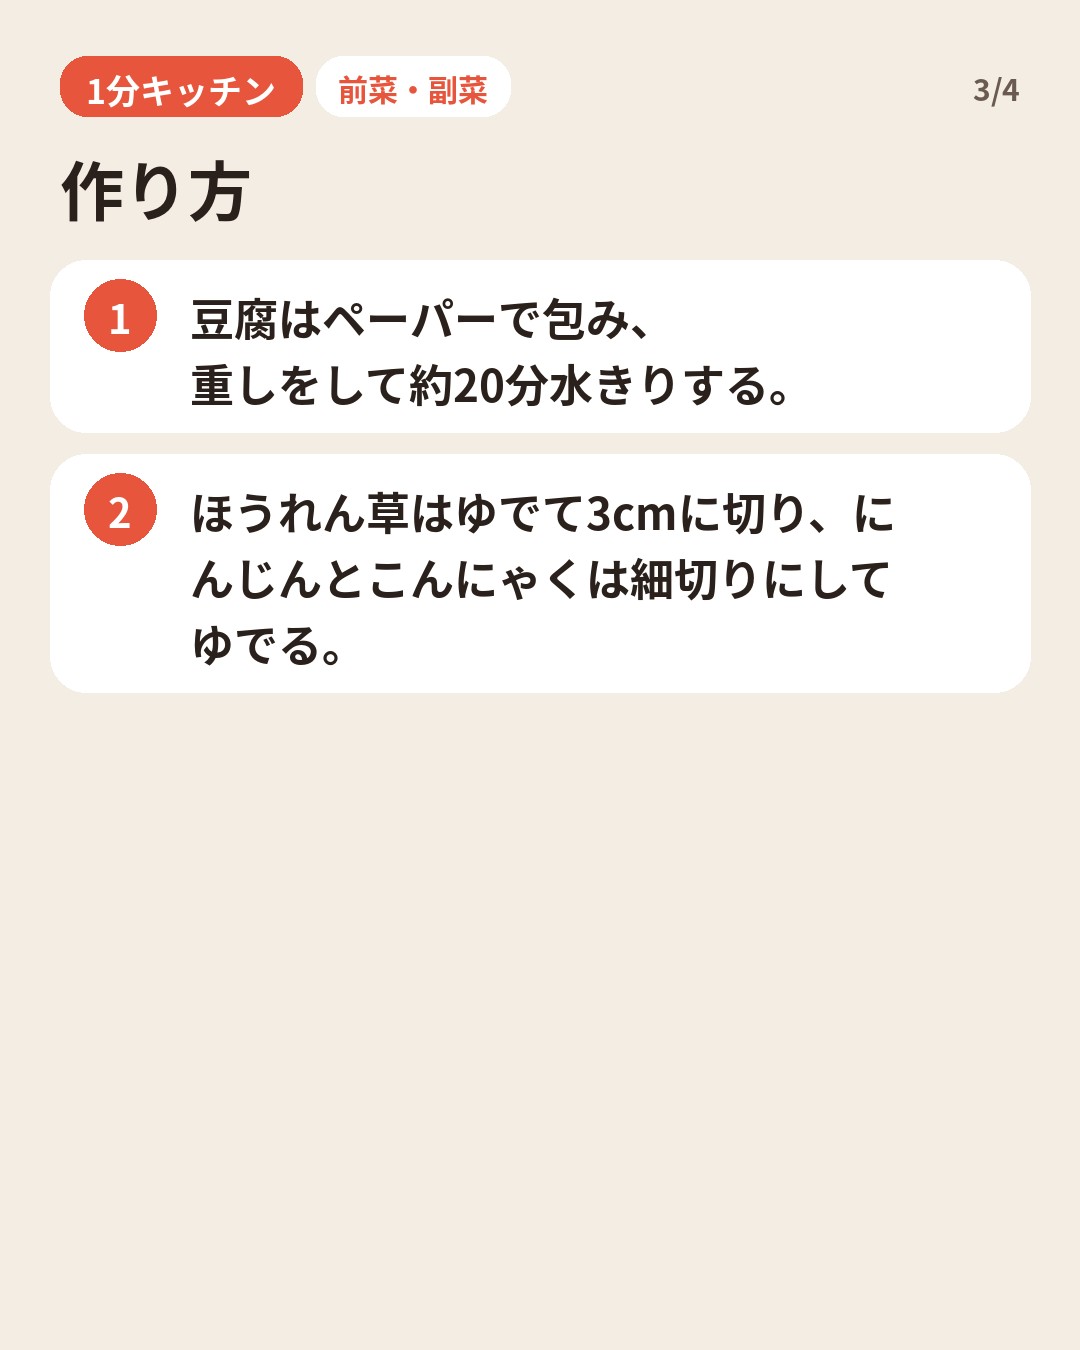 1分キッチン
前菜・副菜
3/4
作り方
1
豆腐はペーパーで包み、
重しをして約20分水きりする。
2
ほうれん草はゆでて3cmに切り、に
んじんとこんにゃくは細切りにして
ゆでる。